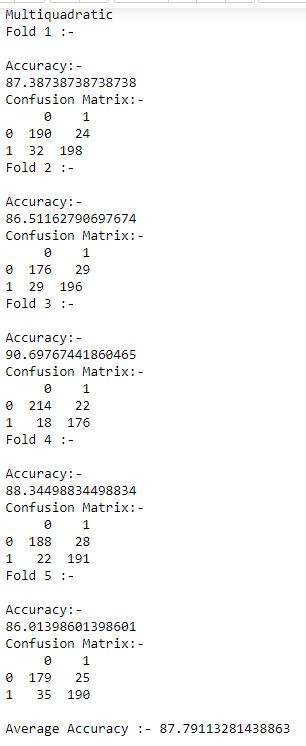 Multiquadratic
Fold 1 :-
Accuracy:-
87.38738738738738
Confusion Matrix:-
0 1
0 190 24
1 32 198
Fold 2 :-
Accuracy:-
86.51162790697674
Confusion Matrix:-
0 1
0 176 29
1 29 196
Fold 3 :-
Accuracy:-
90.69767441860465
Confusion Matrix:-
0 1
0 214 22
1 18 176
Fold 4 :-
Accuracy:-
88.34498834498834
Confusion Matrix:-
0 1
0 188 28
1 22 191
Fold 5 :-
Accuracy:-
86.01398601398601
Confusion Matrix:-
0 1
0 179 25
1 35 190
Average Accuracy :- 87.79113281438863